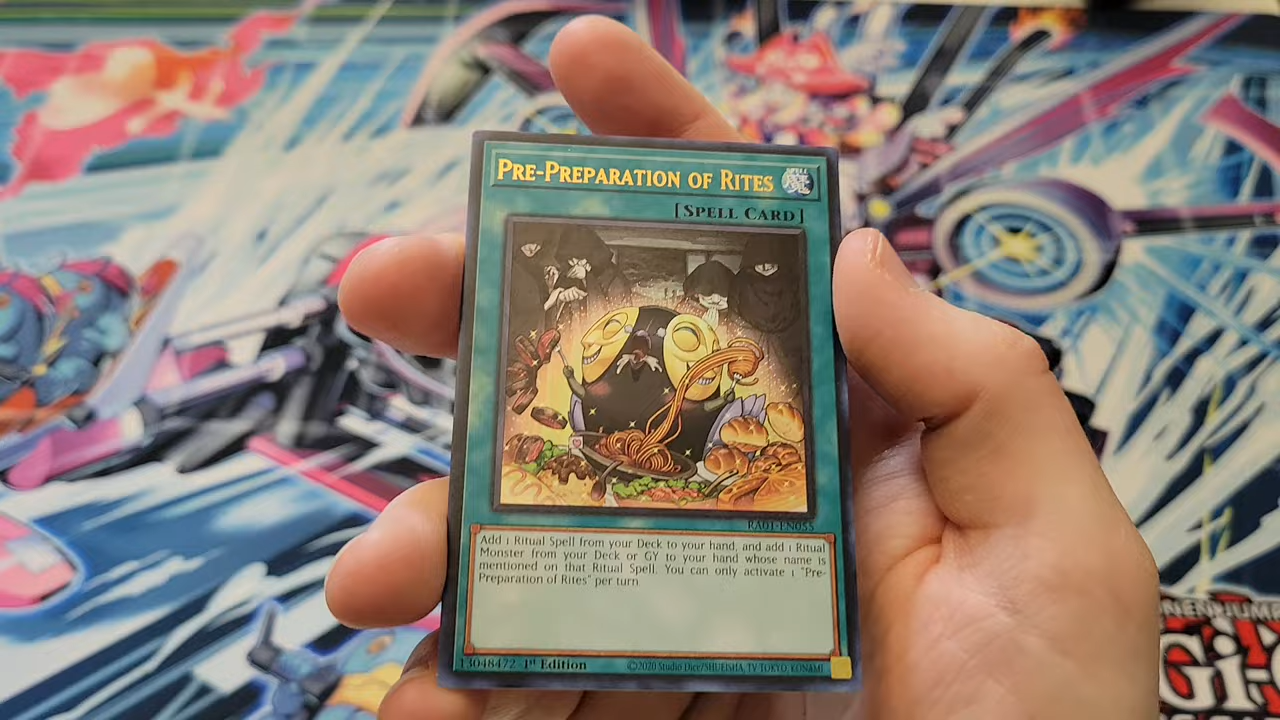 PRE-PREPARATION OF RITES
SPELL
魔
[SPELL CARD]
RA01-EN055
Add 1 Ritual Spell from your Deck to your hand, and add 1 Ritual
Monster from your Deck or GY to your hand whose name is
mentioned on that Ritual Spell. You can only activate 1 "Pre-
Preparation of Rites" per turn
13048472 1st Edition
©2020 Studio Dice/SHUEISHA, TV TOKYO, KONAMI
Gi-